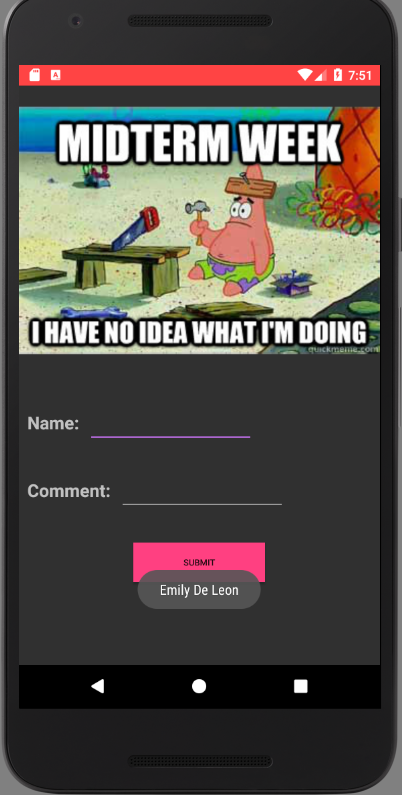 7:51
MIDTERM WEEK
I HAVE NO IDEA WHAT I'M DOING
quickmeme.com
Name:
Comment:
SUBMIT
Emily De Leon